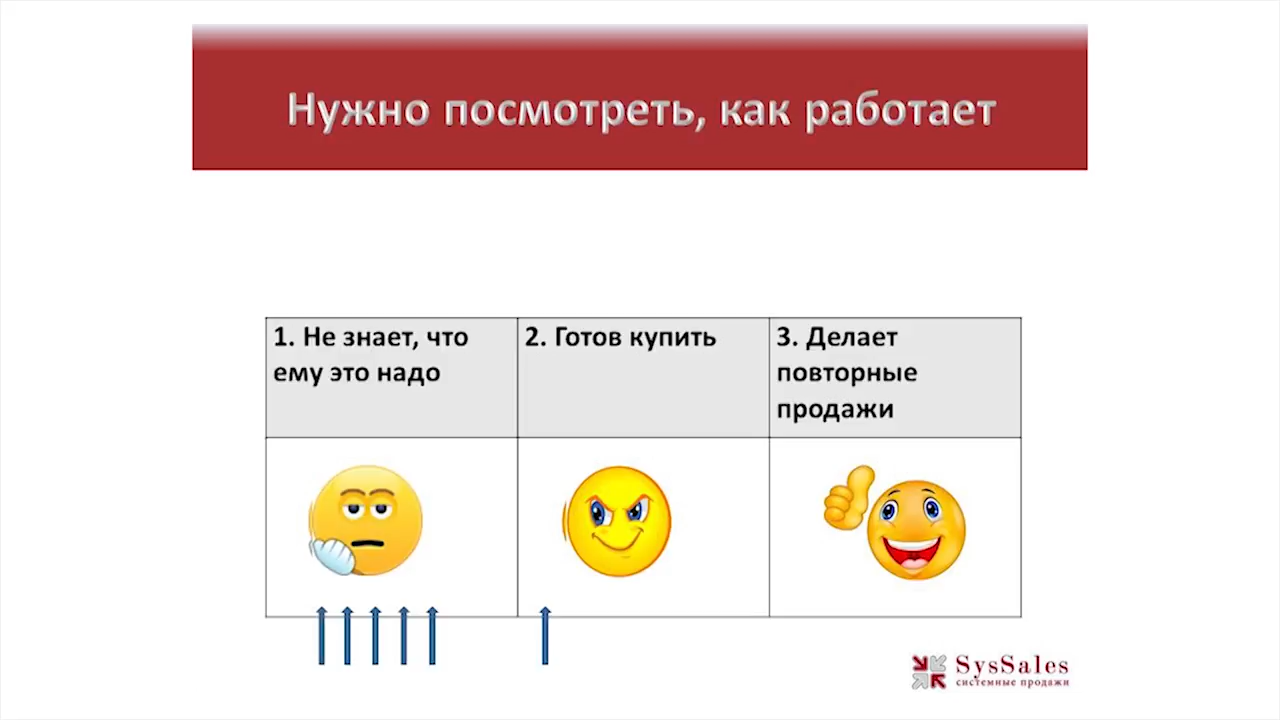 Нужно посмотреть, как работает
1. Не знает, что
ему это надо
2. Готов купить
3. Делает
повторные
продажи
SysSales
системные продажи